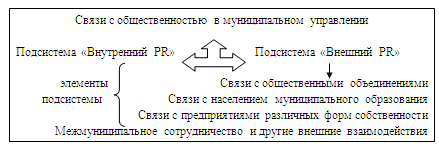 Связи с общественностью в муниципальном управлении
Подсистема «Внутренний PR» Подсистема «Внешний PR»
элементы подсистемы
Связи с общественными объединениями
Связи с населением муниципального образования
Связи с предприятиями различных форм собственности
Межмуниципальное сотрудничество и другие внешние взаимодействия